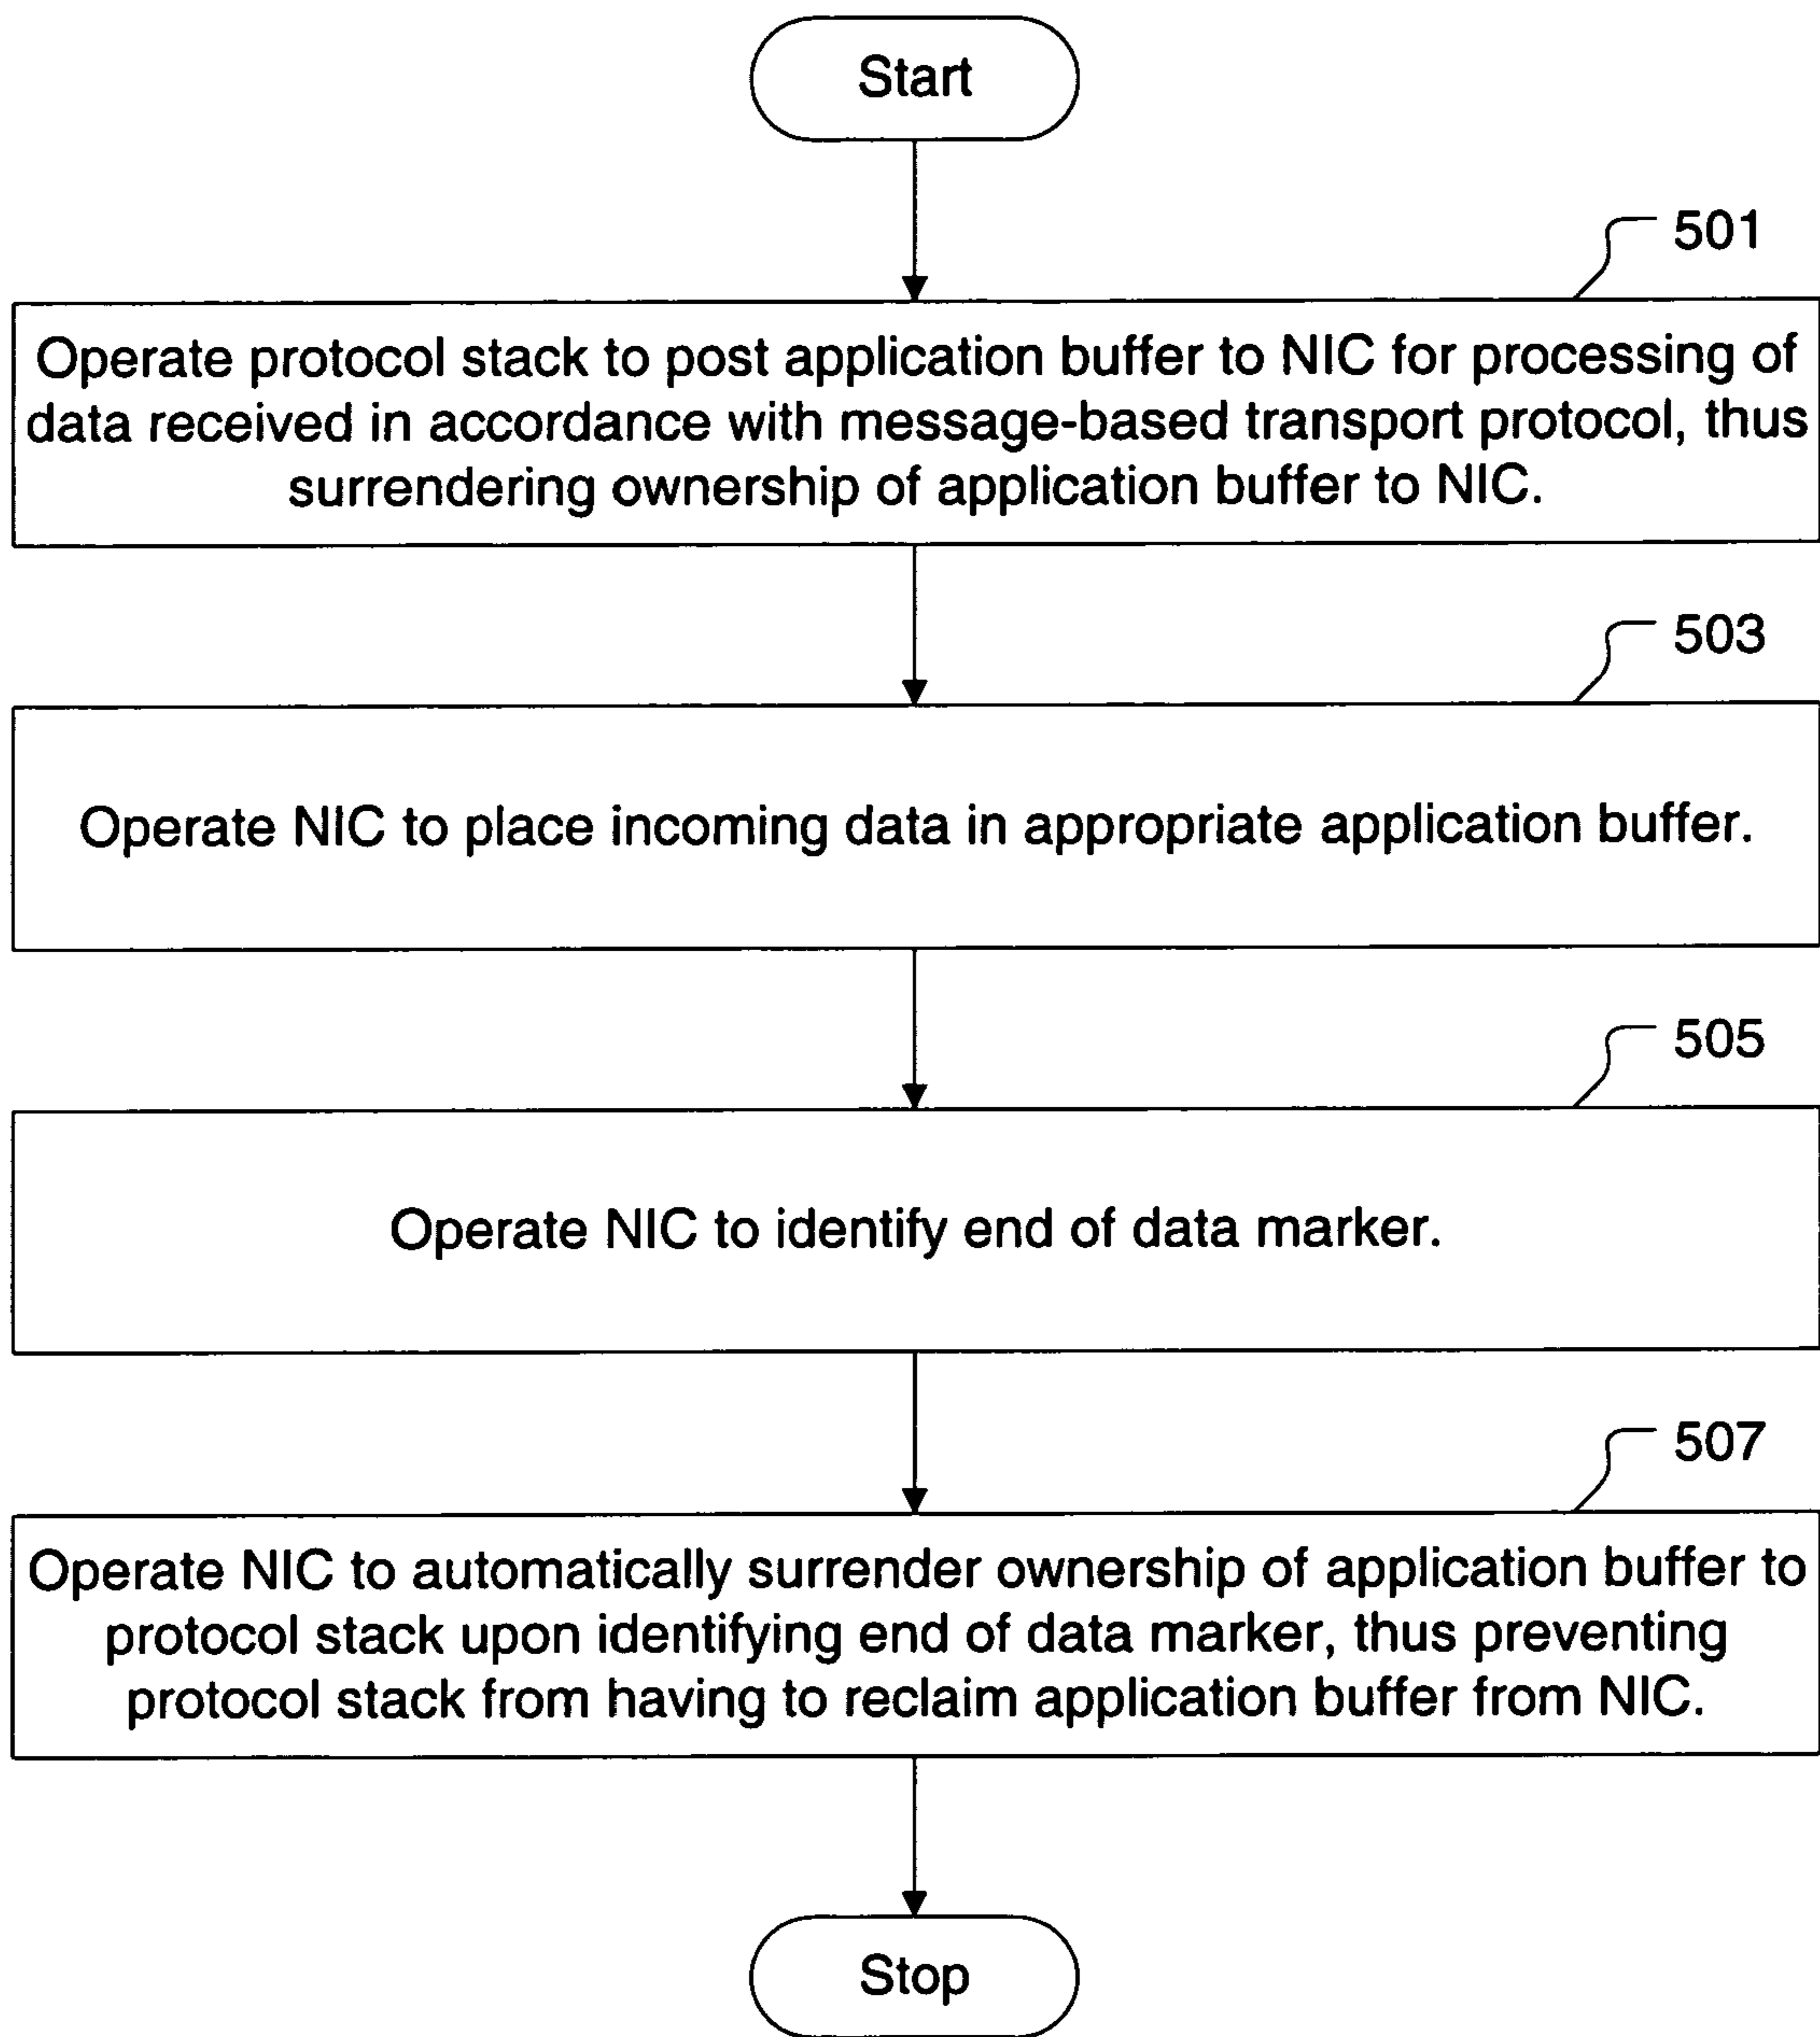 Start
501
Operate protocol stack to post application buffer to NIC for processing of
data received in accordance with message-based transport protocol, thus
surrendering ownership of application buffer to NIC.
503
Operate NIC to place incoming data in appropriate application buffer.
505
Operate NIC to identify end of data marker.
507
Operate NIC to automatically surrender ownership of application buffer to
protocol stack upon identifying end of data marker, thus preventing
protocol stack from having to reclaim application buffer from NIC.
Stop